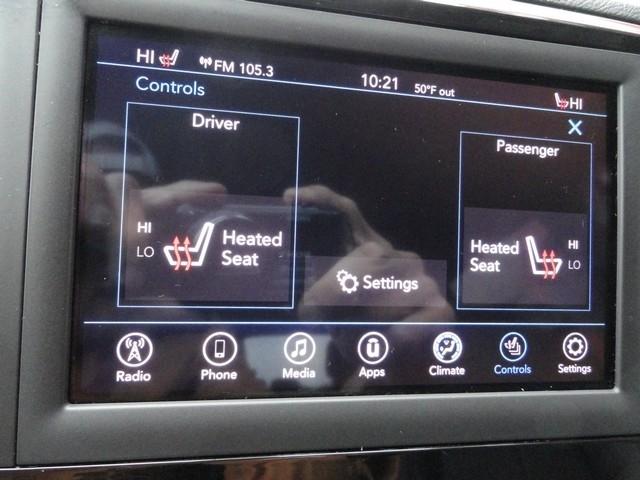 HI FM 105.3 10:21 50°F out HI
Controls
Driver
Passenger
HI
LO
Heated
Seat
Settings
Heated
Seat
HI
LO
Radio Phone Media Apps Climate Controls Settings